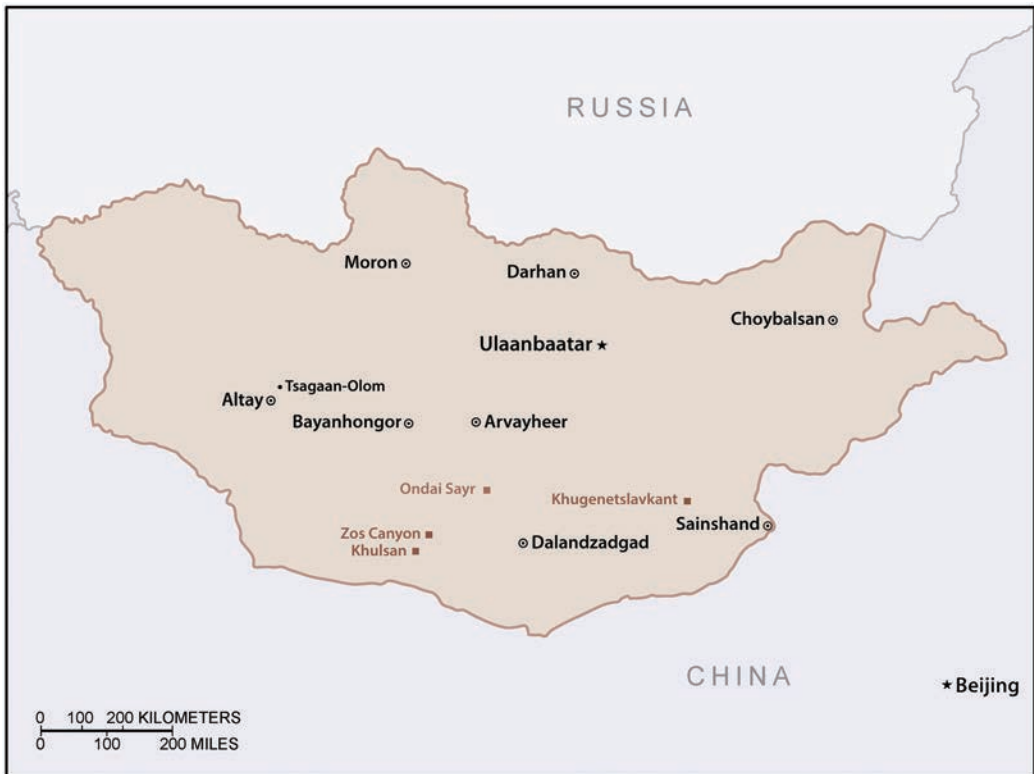 RUSSIA
Moron
Darhan
Choybalsan
Ulaanbaatar
Tsagaan-Olom
Altay
Bayanhongor
Arvayheer
Ondai Sayr
Khugenetslavkant
Sainshand
Zos Canyon
Dalandzadgad
Khulsan
CHINA
Beijing
0 100 200 KILOMETERS
0 100 200 MILES